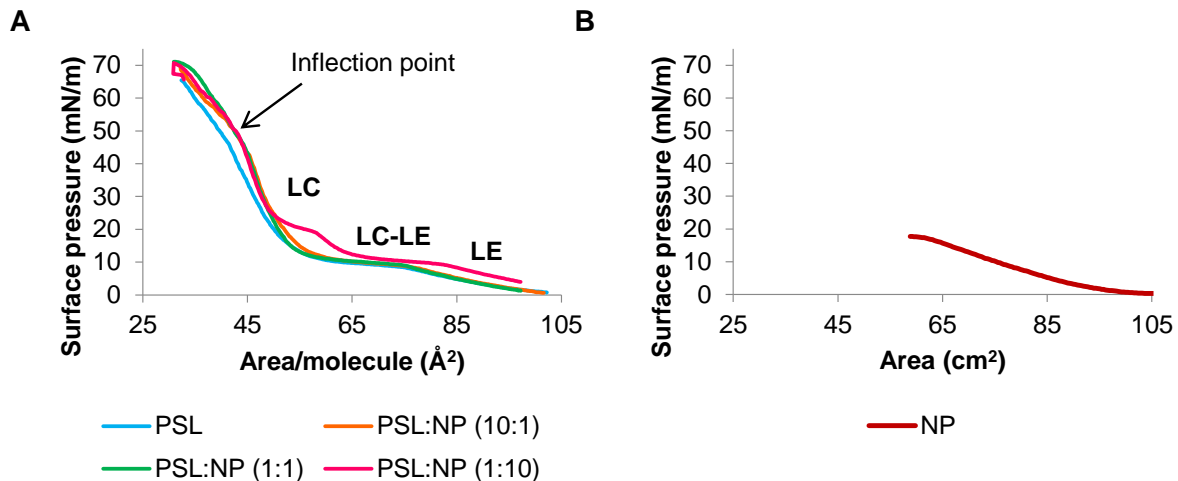 A
Surface pressure (mN/m)
70
60
50
40
30
20
10
0
Inflection point
LC
LC-LE
LE
25 45 65 85 105
Area/molecule (Å²)
PSL PSL:NP (10:1)
PSL:NP (1:1) PSL:NP (1:10)
B
Surface pressure (mN/m)
70
60
50
40
30
20
10
0
25 45 65 85 105
Area (cm²)
NP